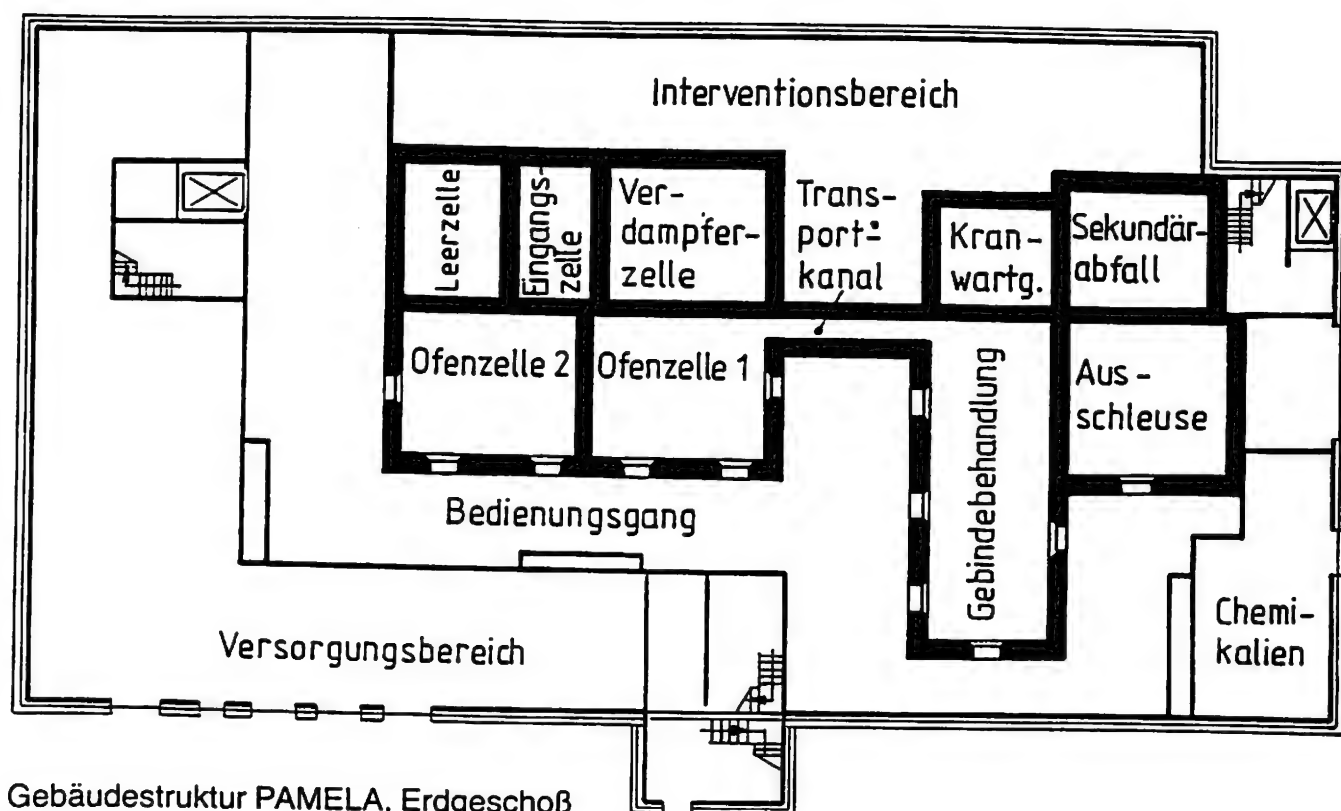 Interventionsbereich
Leerzelle
Eingangs-
zelle
Ver-
dampfer-
zelle
Trans-
port-
kanal
Kran-
wartg.
Sekundär-
abfall
Ofenzelle 2
Ofenzelle 1
Gebindebehandlung
Aus-
schleuse
Bedienungsgang
Versorgungsbereich
Chemi-
kalien
Gebäudestruktur PAMELA, Erdgeschoß